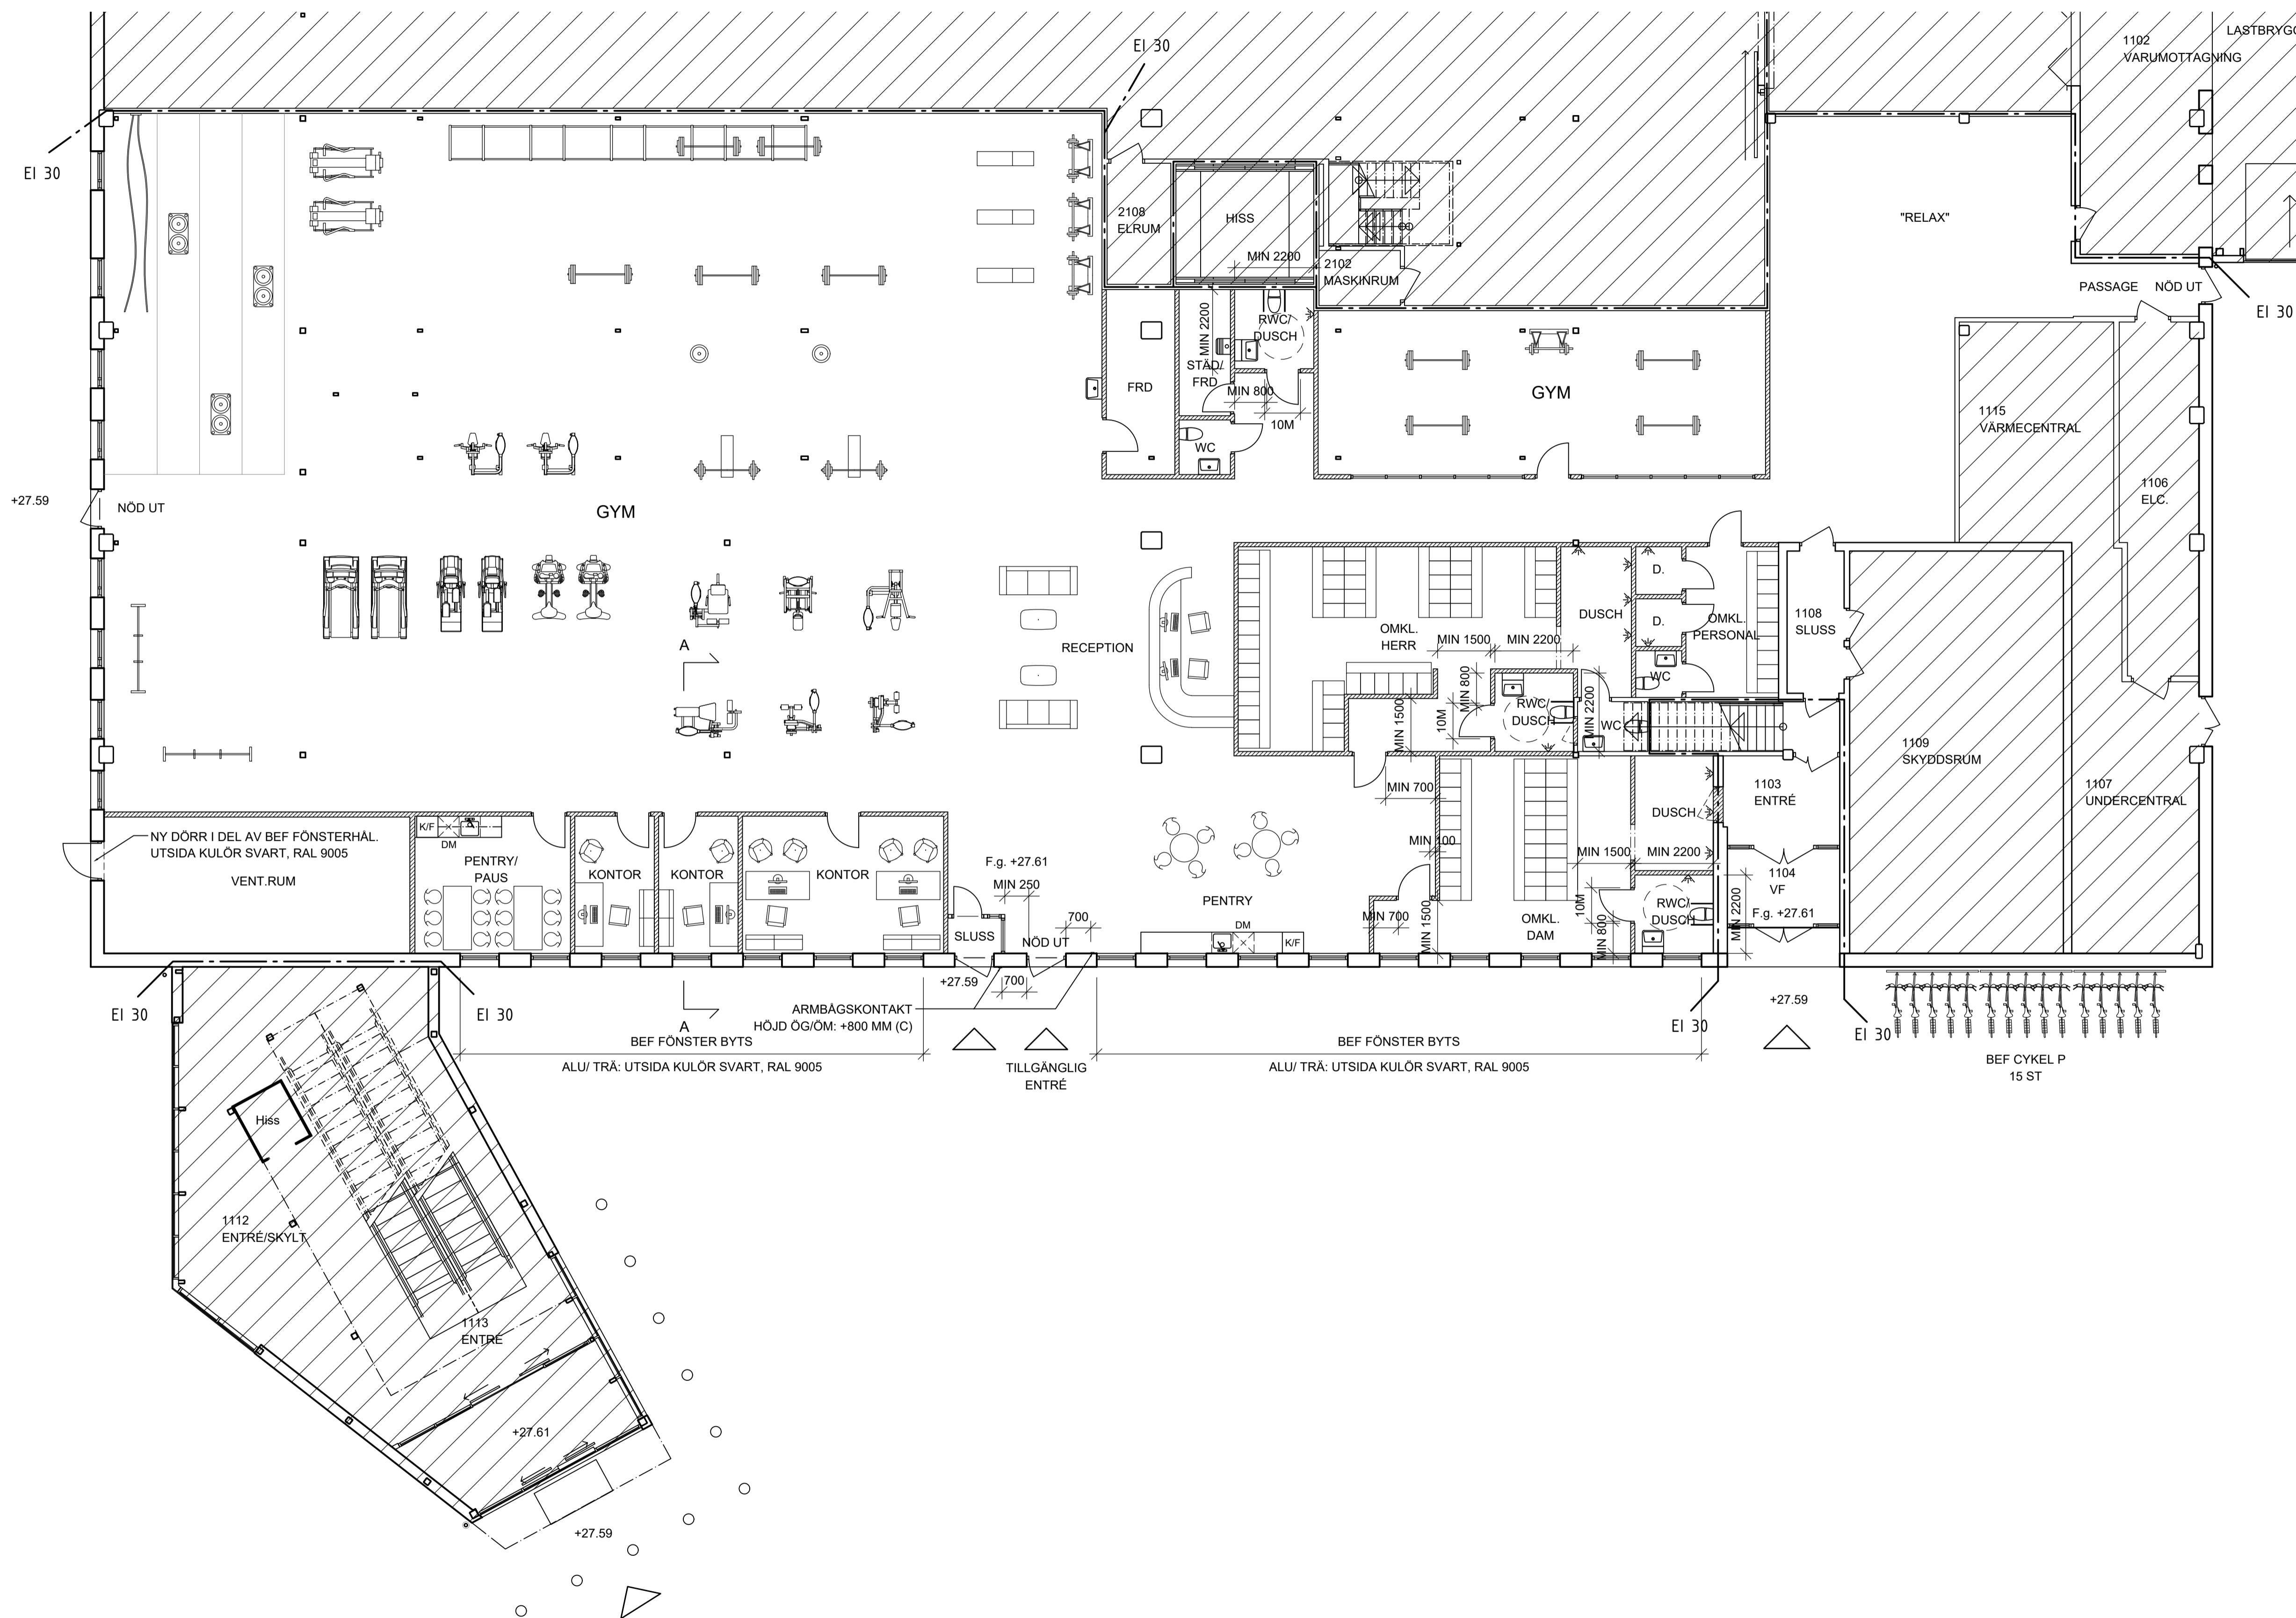 EI 30
1102
VARUMOTTAGNING
EI 30
2108
ELRUM
HISS
MIN 2200
2102
MASKINRUM
"RELAX"
PASSAGE
NÖD UT
EI 30
RWC/
DUSCH
MIN 2200
STÄD/
FRD
FRD
MIN 800
10M
WC
GYM
1115
VÄRMECENTRAL
1106
ELC.
+27.59
NÖD UT
GYM
RECEPTION
OMKL.
HERR
MIN 1500
MIN 2200
DUSCH
D.
D.
OMKL.
PERSONAL
WC
1108
SLUSS
A
MIN 800
10M
MIN 1500
RWC/
DUSCH
MIN 2200
WC
1109
SKYDDSRUM
1107
UNDERCENTRAL
1103
ENTRÉ
MIN 700
DUSCH
MIN 100
MIN 1500
MIN 2200
1104
VF
F.g. +27.61
NY DÖRR I DEL AV BEF FÖNSTERHÅL.
UTSIDA KULÖR SVART, RAL 9005
VENT.RUM
K/F
DM
PENTRY/
PAUS
KONTOR
KONTOR
KONTOR
F.g. +27.61
MIN 250
SLUSS
NÖD UT
700
PENTRY
DM
K/F
MIN 700
MIN 1500
OMKL.
DAM
10M
MIN 800
RWC/
DUSCH
MIN 2200
+27.59
700
EI 30
EI 30
A
ARMBÅGSKONTAKT
HÖJD ÖG/ÖM: +800 MM (C)
BEF FÖNSTER BYTS
ALU/ TRÄ: UTSIDA KULÖR SVART, RAL 9005
TILLGÄNGLIG
ENTRÉ
BEF FÖNSTER BYTS
ALU/ TRÄ: UTSIDA KULÖR SVART, RAL 9005
EI 30
+27.59
EI 30
BEF CYKEL P
15 ST
Hiss
1112
ENTRÉ/SKYLT
1113
ENTRE
+27.61
+27.59